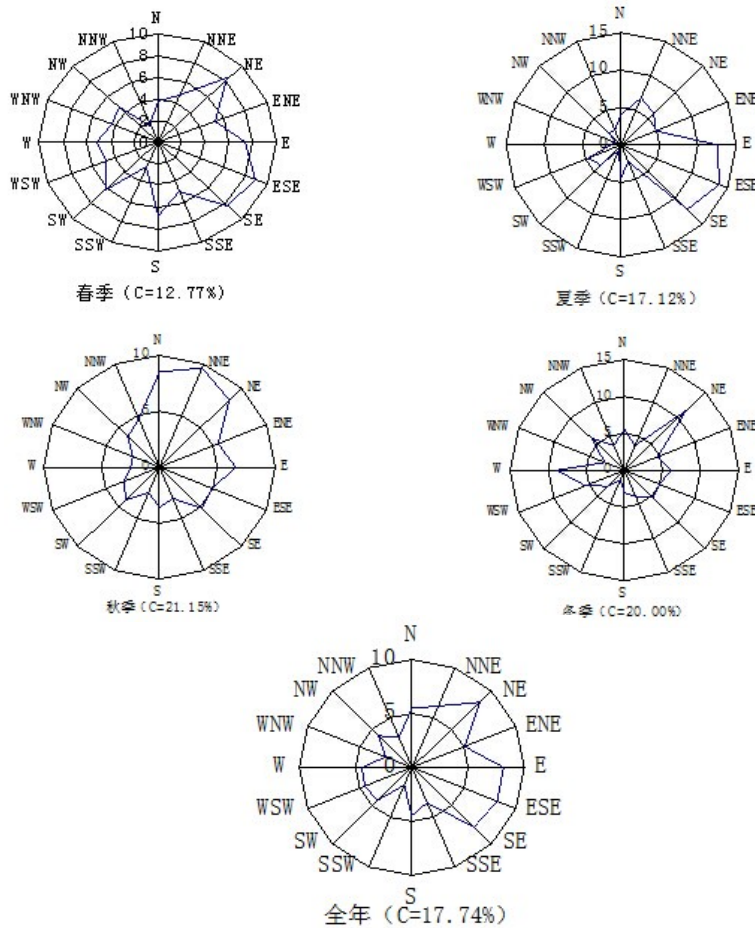 N
10
NNW NNE
8
NW 6 NE
WNW 4 ENE
2
W 0 E
WSW ESE
SW SE
SSW SSE
S
春季（C=12.77%）
N
15
NNW NNE
NW 10 NE
WNW 5 ENE
W 0 E
WSW ESE
SW SE
SSW SSE
S
夏季（C=17.12%）
N
10
NNW NNE
NW NE
WNW 5 ENE
W 0 E
WSW ESE
SW SE
SSW SSE
S
秋季（C=21.15%）
N
15
NNW NNE
NW 10 NE
WNW 5 ENE
W 0 E
WSW ESE
SW SE
SSW SSE
S
冬季（C=20.00%）
N
10
NNW NNE
NW NE
WNW 5 ENE
W 0 E
WSW ESE
SW SE
SSW SSE
S
全年（C=17.74%）